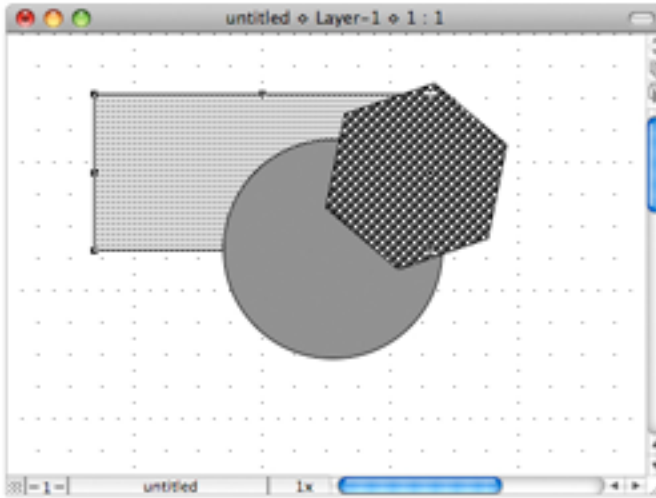 untitled ⋄ Layer-1 ⋄ 1 : 1
-1- untitled 1x